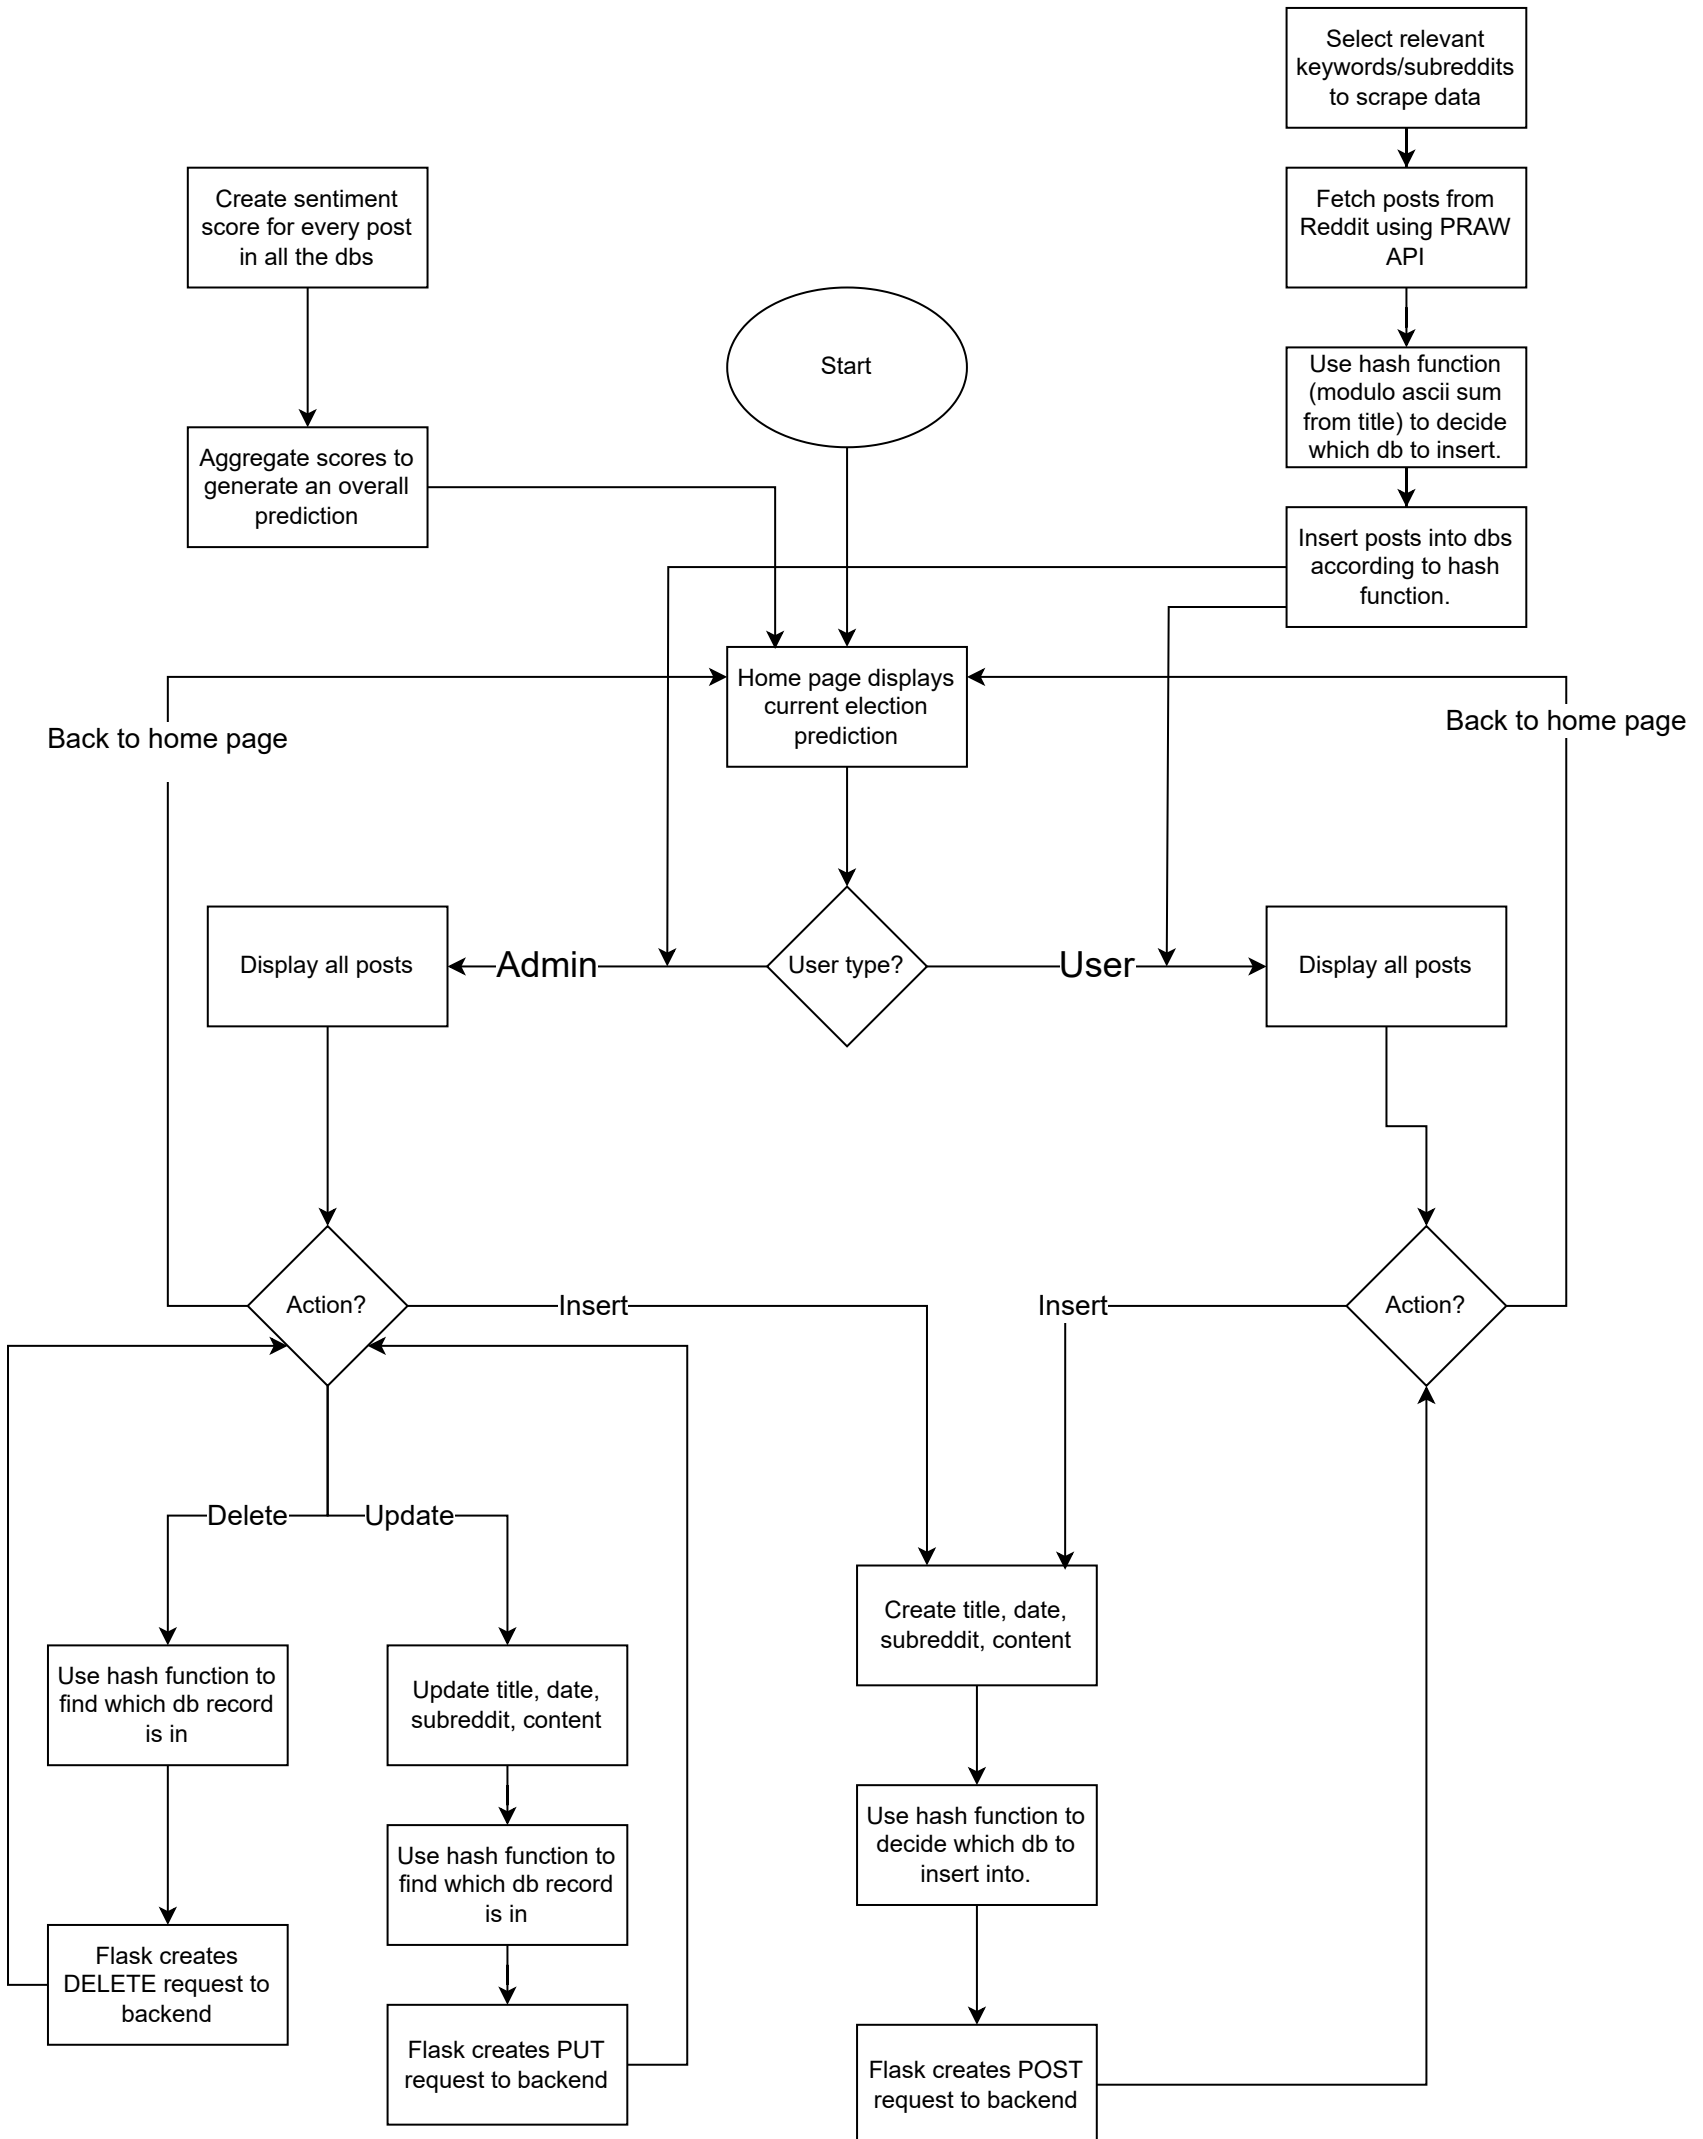 Select relevant
keywords/subreddits
to scrape data
Create sentiment
score for every post
in all the dbs
Fetch posts from
Reddit using PRAW
API
Start
Use hash function
(modulo ascii sum
from title) to decide
which db to insert.
Aggregate scores to
generate an overall
prediction
Insert posts into dbs
according to hash
function.
Home page displays
current election
prediction
Back to home page
Back to home page
Display all posts
Admin
User type?
User
Display all posts
Action?
Insert
Insert
Action?
Delete
Update
Create title, date,
subreddit, content
Use hash function to
find which db record
is in
Update title, date,
subreddit, content
Use hash function to
decide which db to
insert into.
Use hash function to
find which db record
is in
Flask creates
DELETE request to
backend
Flask creates PUT
request to backend
Flask creates POST
request to backend